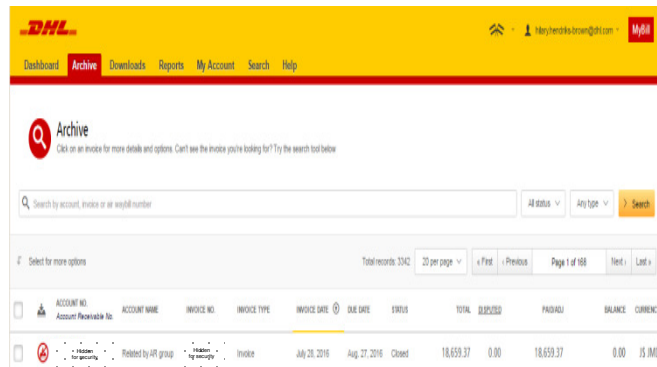 DHL
hilary.hendriks-brown@dhl.com
MyBill
Dashboard Archive Downloads Reports My Account Search Help
Archive
Click on an invoice for more details and options. Can't see the invoice you're looking for? Try the search tool below
Search by account, invoice or air waybill number
All status Any type Search
Select for more options Total records: 3342 20 per page « First ‹ Previous Page 1 of 168 Next › Last »
ACCOUNT NO. ACCOUNT NAME INVOICE NO. INVOICE TYPE INVOICE DATE DUE DATE STATUS TOTAL DISPUTED PAID/ADJ BALANCE CURRENC
Account Receivable No.
Hidden for security Related by AR group Hidden for security Invoice July 28, 2016 Aug. 27, 2016 Closed 18,659.37 0.00 18,659.37 0.00 J$ JM